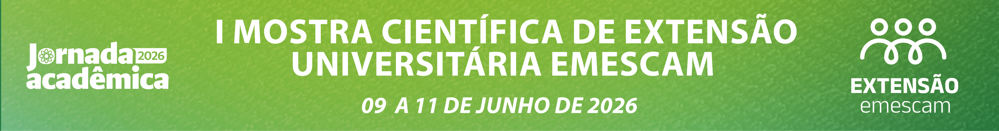 Jornada 2026
acadêmica
I MOSTRA CIENTÍFICA DE EXTENSÃO
UNIVERSITÁRIA EMESCAM
09 A 11 DE JUNHO DE 2026
EXTENSÃO
emescam